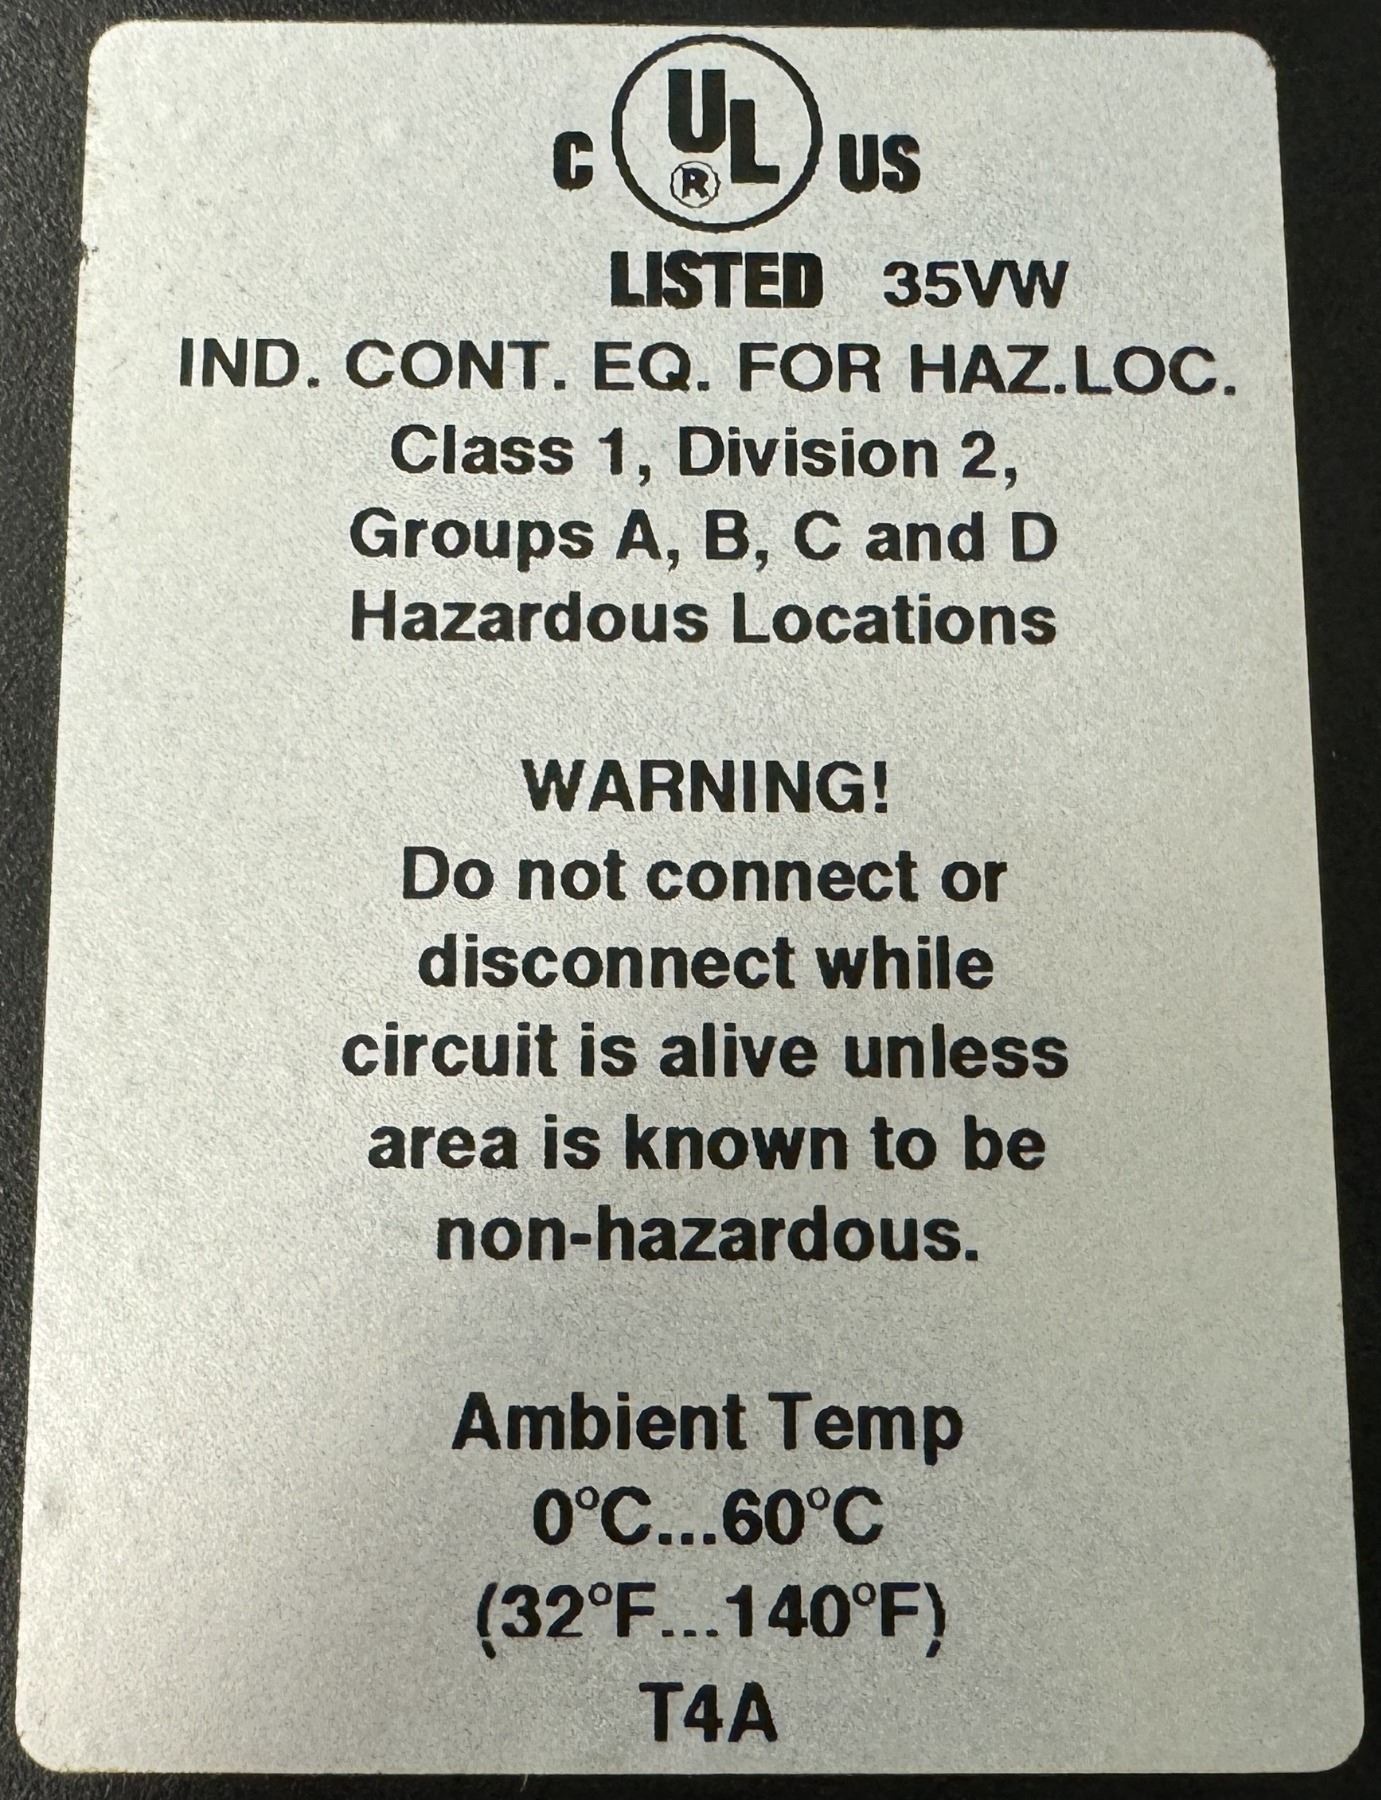 C UL ® US
LISTED 35VW
IND. CONT. EQ. FOR HAZ.LOC.
Class 1, Division 2,
Groups A, B, C and D
Hazardous Locations
WARNING!
Do not connect or
disconnect while
circuit is alive unless
area is known to be
non-hazardous.
Ambient Temp
0°C...60°C
(32°F...140°F)
T4A